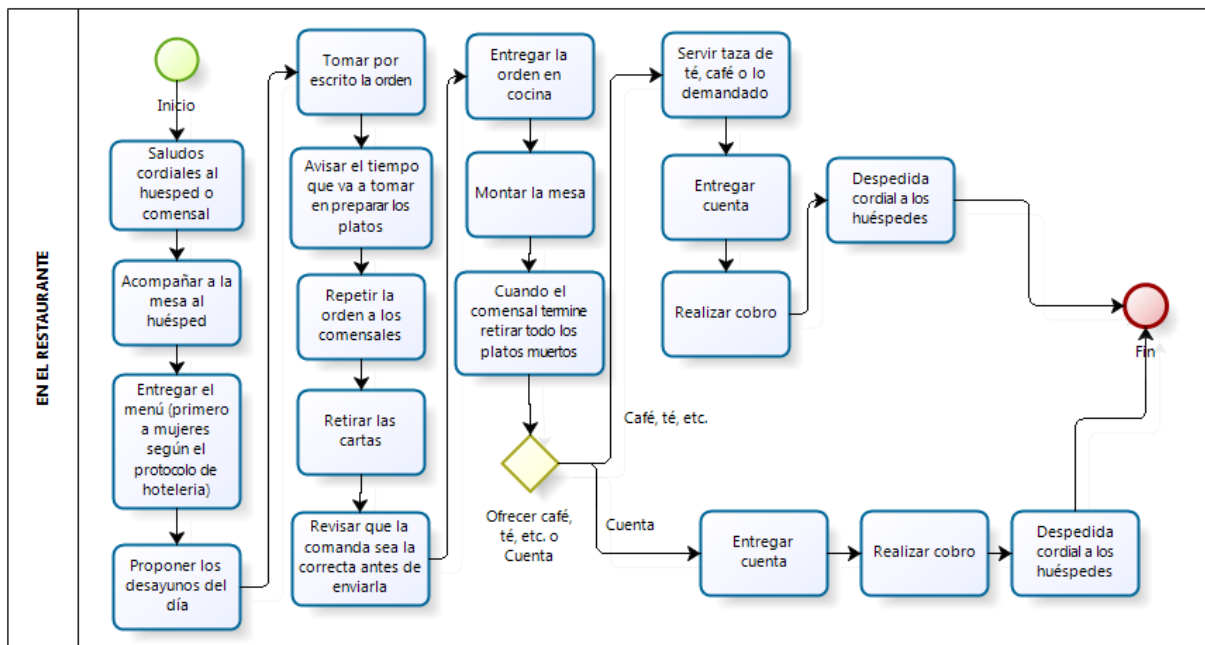 EN EL RESTAURANTE
Inicio
Saludos
cordiales al
huesped o
comensal
Acompañar a la
mesa al
huésped
Entregar el
menú (primero
a mujeres
según el
protocolo de
hoteleria)
Proponer los
desayunos del
día
Tomar por
escrito la orden
Avisar el tiempo
que va a tomar
en preparar los
platos
Repetir la
orden a los
comensales
Retirar las
cartas
Revisar que la
comanda sea la
correcta antes de
enviarla
Entregar la
orden en
cocina
Montar la mesa
Cuando el
comensal termine
retirar todo los
platos muertos
Ofrecer café,
té, etc. o
Cuenta
Café, té, etc.
Servir taza de
té, café o lo
demandado
Entregar
cuenta
Realizar cobro
Despedida
cordial a los
huéspedes
Cuenta
Entregar
cuenta
Realizar cobro
Despedida
cordial a los
huéspedes
Fin